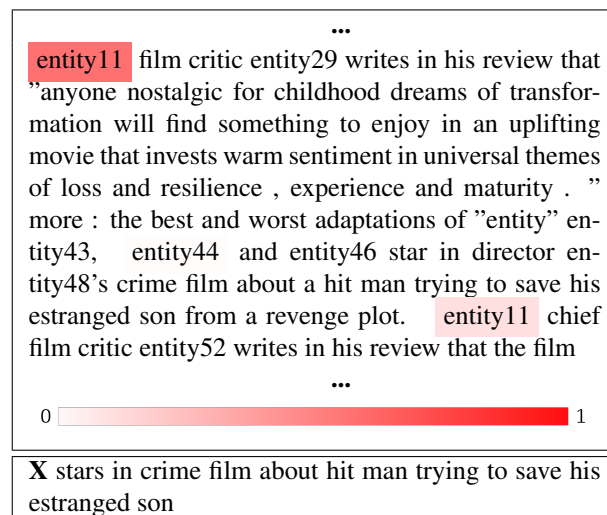 ...
entity11 film critic entity29 writes in his review that
”anyone nostalgic for childhood dreams of transfor-
mation will find something to enjoy in an uplifting
movie that invests warm sentiment in universal themes
of loss and resilience , experience and maturity . ”
more : the best and worst adaptations of ”entity” en-
tity43, entity44 and entity46 star in director en-
tity48's crime film about a hit man trying to save his
estranged son from a revenge plot. entity11 chief
film critic entity52 writes in his review that the film
...
0 1
X stars in crime film about hit man trying to save his
estranged son